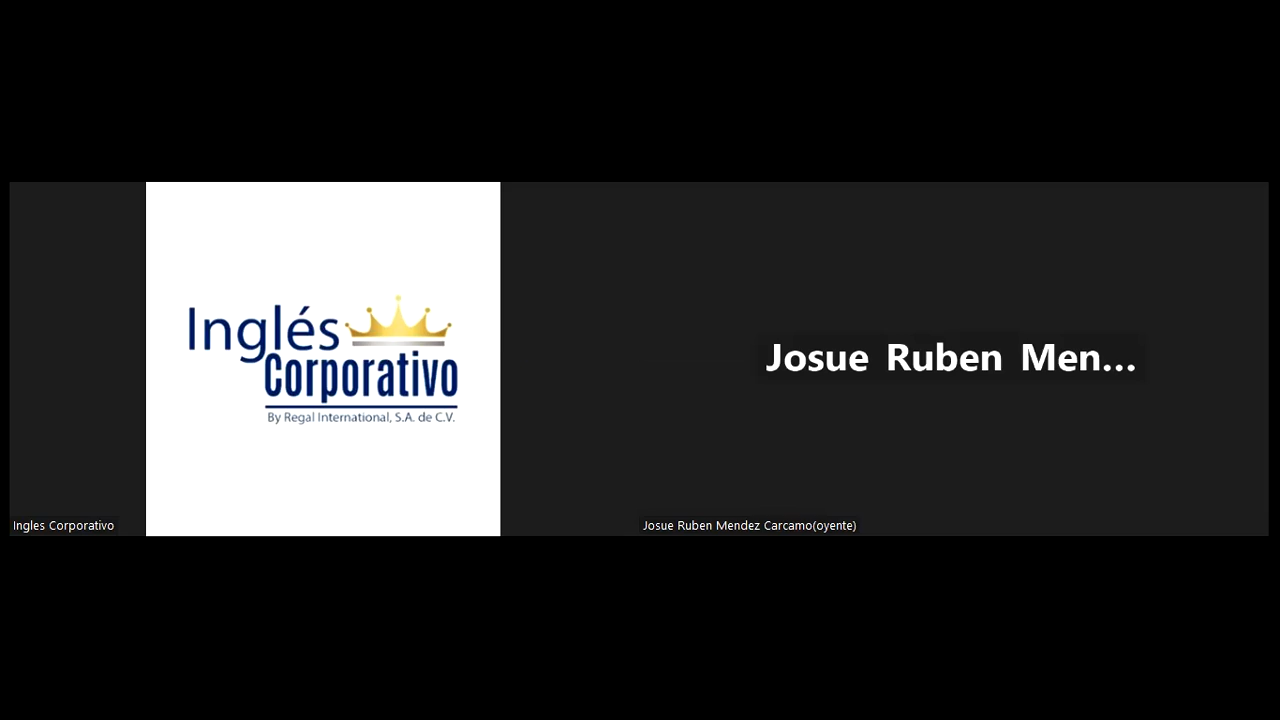 Inglés
Corporativo
By Regal International, S.A. de C.V.
Ingles Corporativo
Josue Ruben Men...
Josue Ruben Mendez Carcamo(oyente)